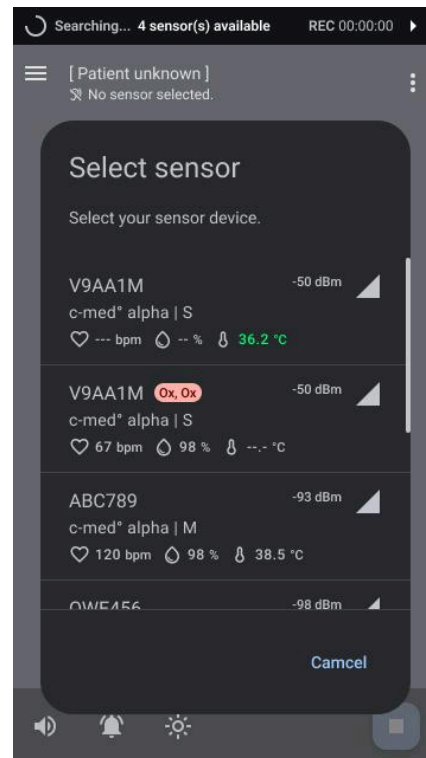 Searching... 4 sensor(s) available REC 00:00:00
[ Patient unknown ]
No sensor selected.
Select sensor
Select your sensor device.
V9AA1M -50 dBm
c-med° alpha | S
--- bpm -- % 36.2 °C
V9AA1M Ox, Ox -50 dBm
c-med° alpha | S
67 bpm 98 % --.- °C
ABC789 -93 dBm
c-med° alpha | M
120 bpm 98 % 38.5 °C
QWE456 -98 dBm
Camcel